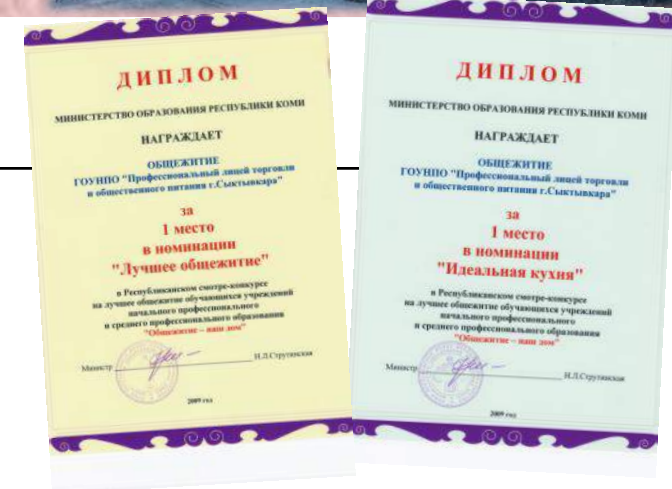 ДИПЛОМ
МИНИСТЕРСТВО ОБРАЗОВАНИЯ РЕСПУБЛИКИ КОМИ
НАГРАЖДАЕТ
ОБЩЕЖИТИЕ
ГОУНПО "Профессиональный лицей торговли
и общественного питания г.Сыктывкара"
за
1 место
в номинации
"Лучшее общежитие"
в Республиканском смотре-конкурсе
на лучшее общежитие обучающихся учреждений
начального профессионального
и среднего профессионального образования
"Общежитие – наш дом"
Министр И.Л.Струтинская
2009 год
ДИПЛОМ
МИНИСТЕРСТВО ОБРАЗОВАНИЯ РЕСПУБЛИКИ КОМИ
НАГРАЖДАЕТ
ОБЩЕЖИТИЕ
ГОУНПО "Профессиональный лицей торговли
и общественного питания г.Сыктывкара"
за
1 место
в номинации
"Идеальная кухня"
в Республиканском смотре-конкурсе
на лучшее общежитие обучающихся учреждений
начального профессионального
и среднего профессионального образования
"Общежитие – наш дом"
Министр И.Л.Струтинская
2009 год